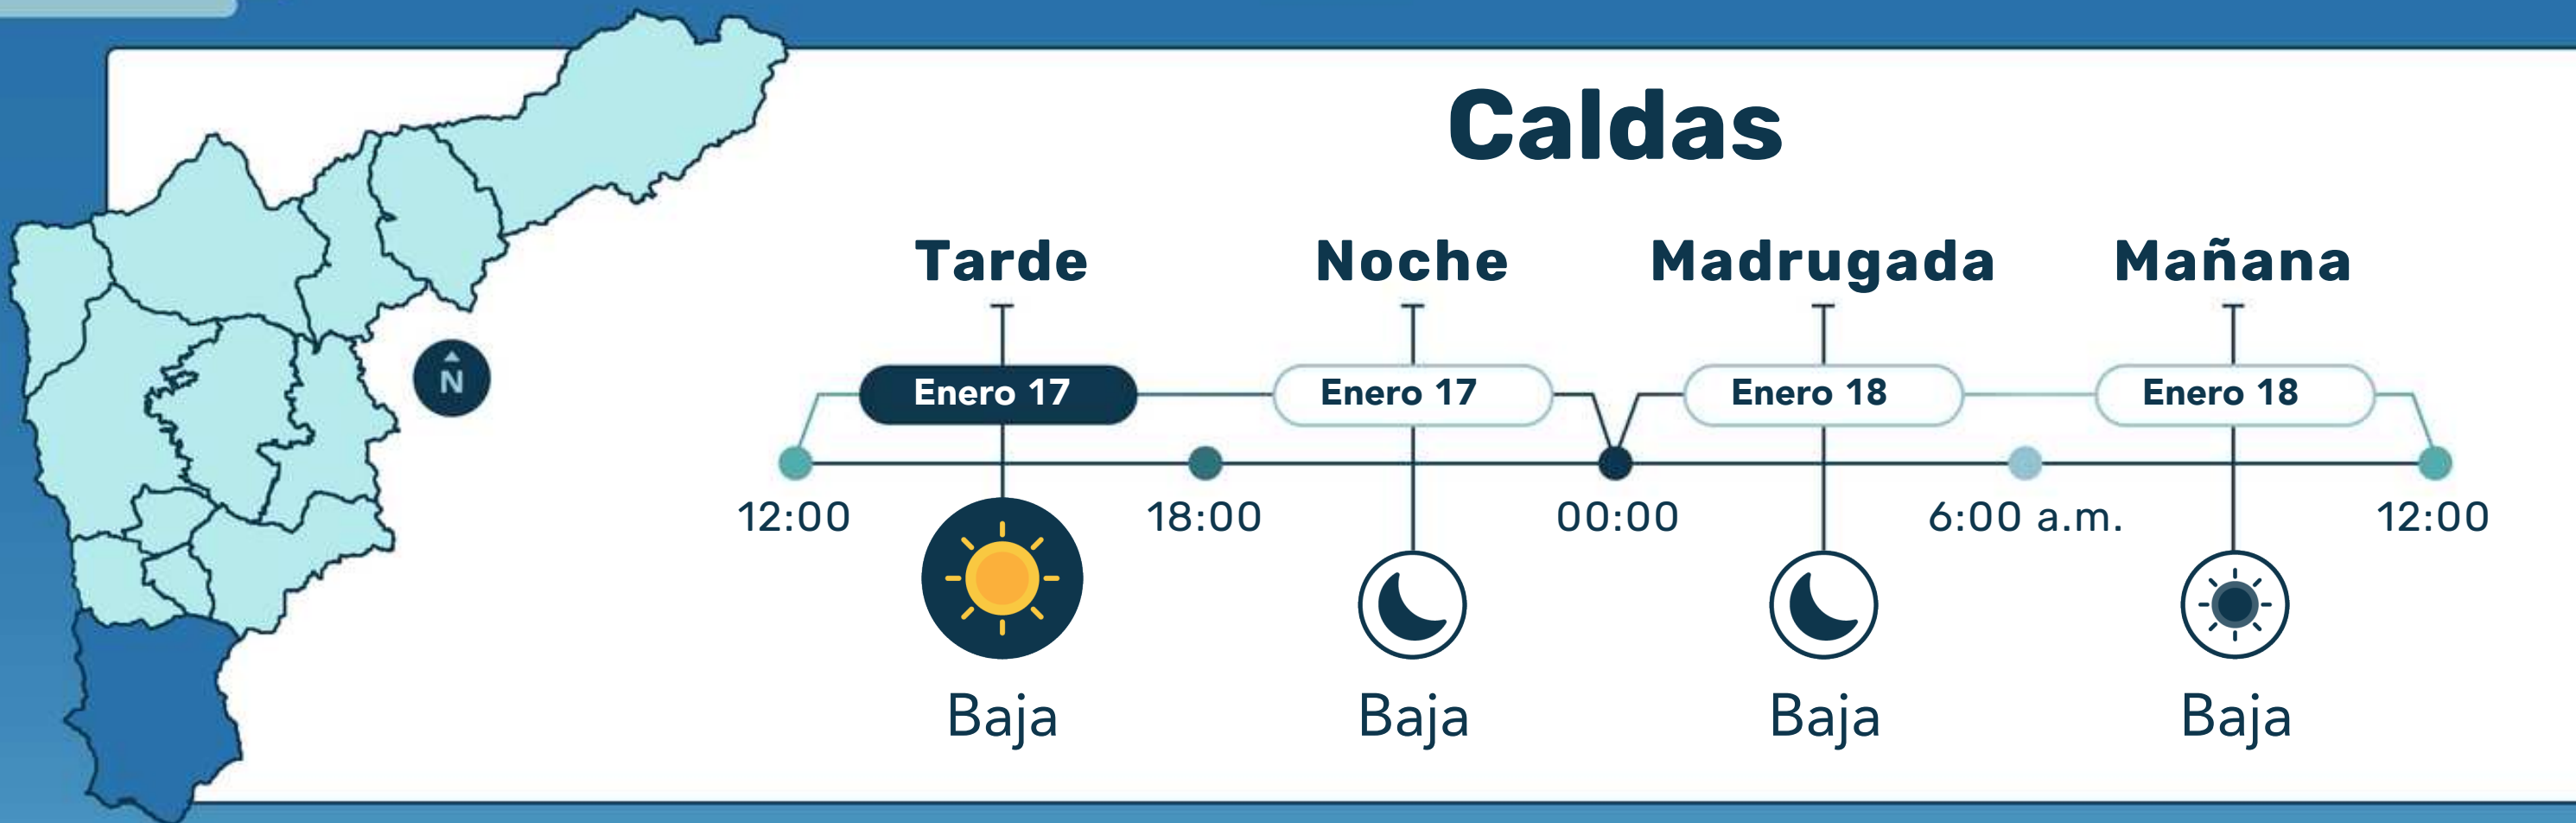 Caldas
Tarde Noche Madrugada Mañana
Enero 17 Enero 17 Enero 18 Enero 18
12:00 18:00 00:00 6:00 a.m. 12:00
N
Baja Baja Baja Baja